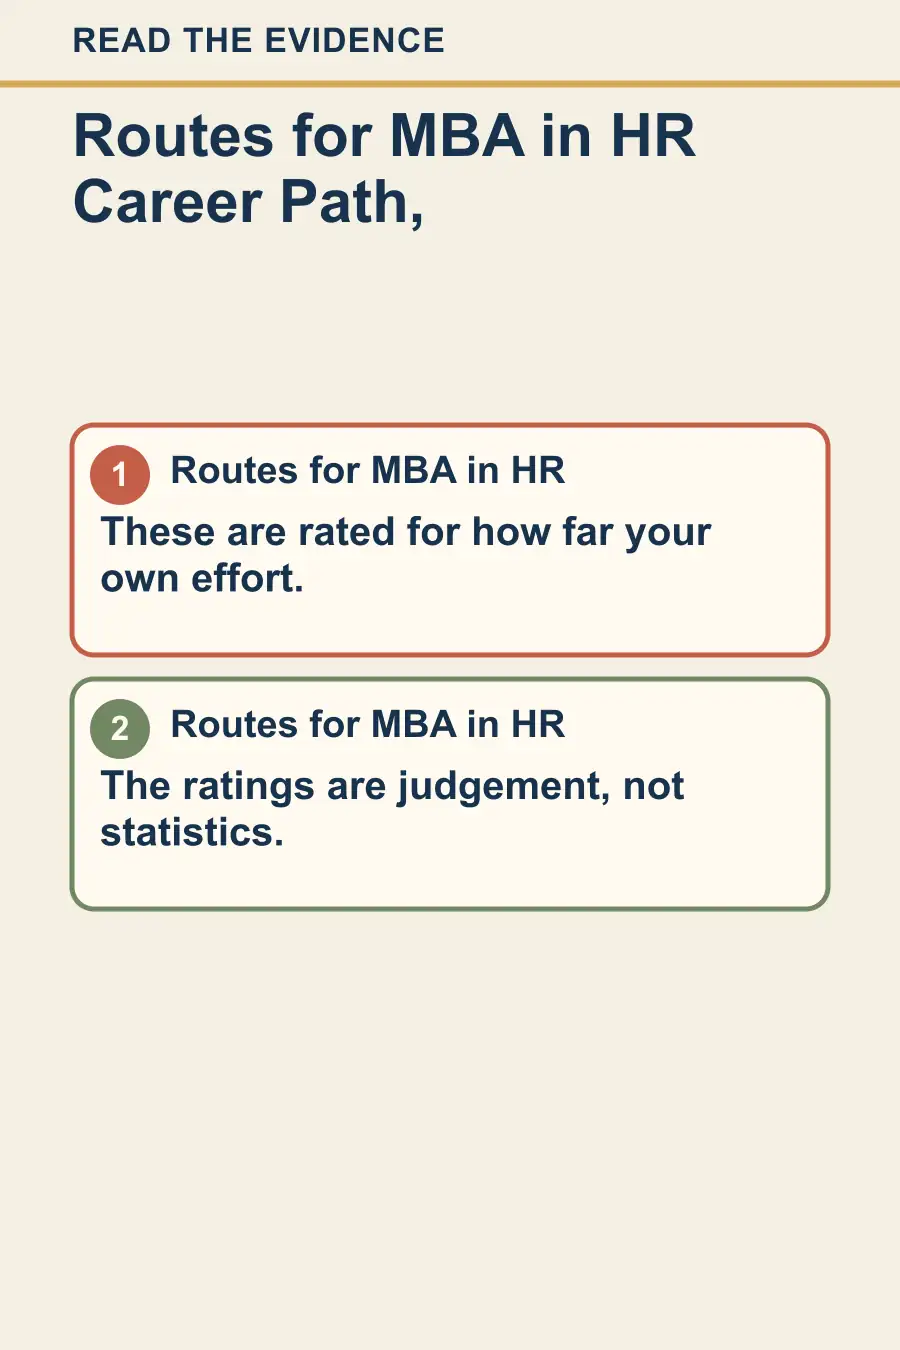 READ THE EVIDENCE
Routes for MBA in HR
Career Path,
1 Routes for MBA in HR
These are rated for how far your
own effort.
2 Routes for MBA in HR
The ratings are judgement, not
statistics.